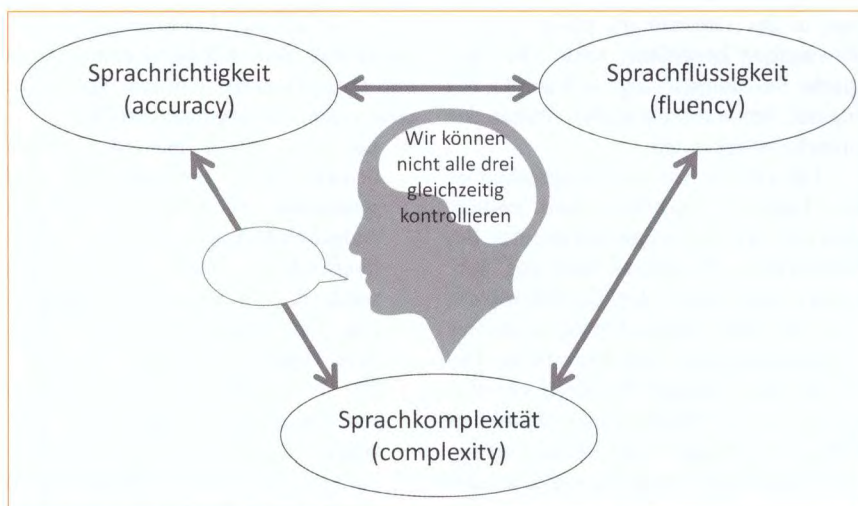 Sprachrichtigkeit
(accuracy)
Sprachflüssigkeit
(fluency)
Wir können
nicht alle drei
gleichzeitig
kontrollieren
Sprachkomplexität
(complexity)